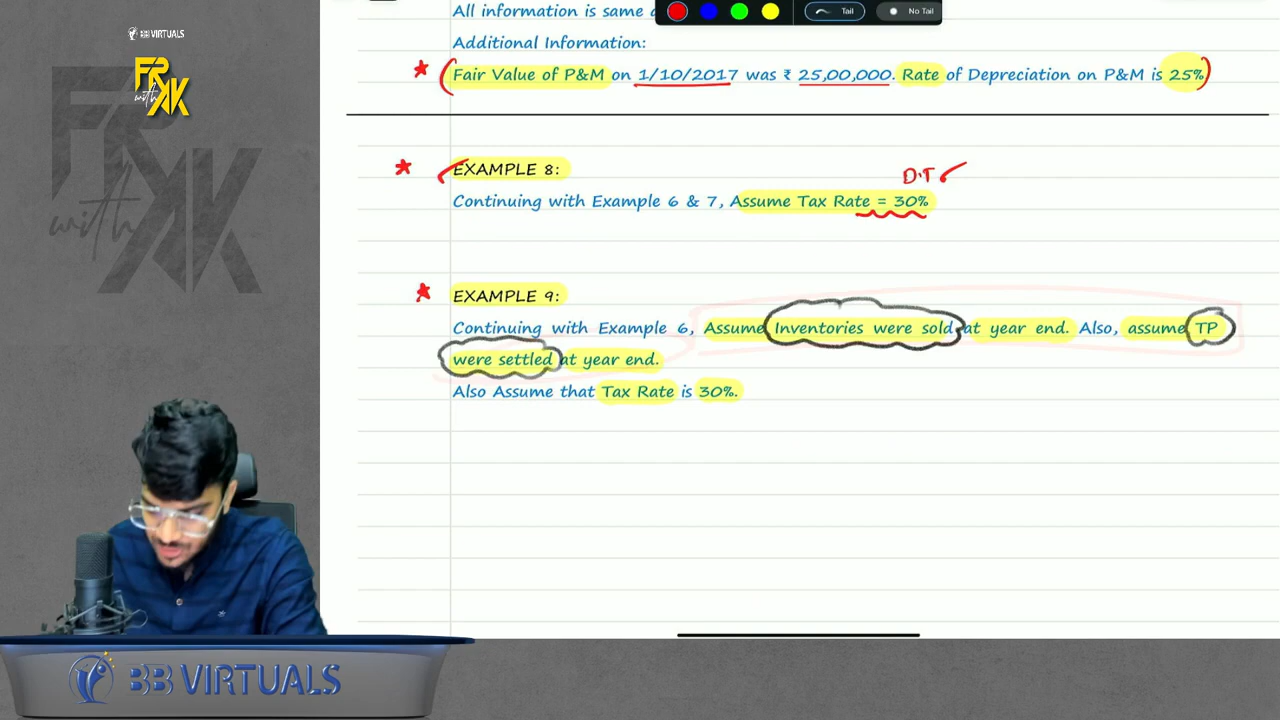 BB VIRTUALS
FR
with
AK
All information is same
Tail
No Tail
Additional Information:
* (Fair Value of P&M on 1/10/2017 was ₹ 25,00,000. Rate of Depreciation on P&M is 25%)
* EXAMPLE 8:
D.T ✓
Continuing with Example 6 & 7, Assume Tax Rate = 30%
* EXAMPLE 9:
Continuing with Example 6, Assume Inventories were sold at year end. Also, assume TP
were settled at year end.
Also Assume that Tax Rate is 30%.
BB VIRTUALS